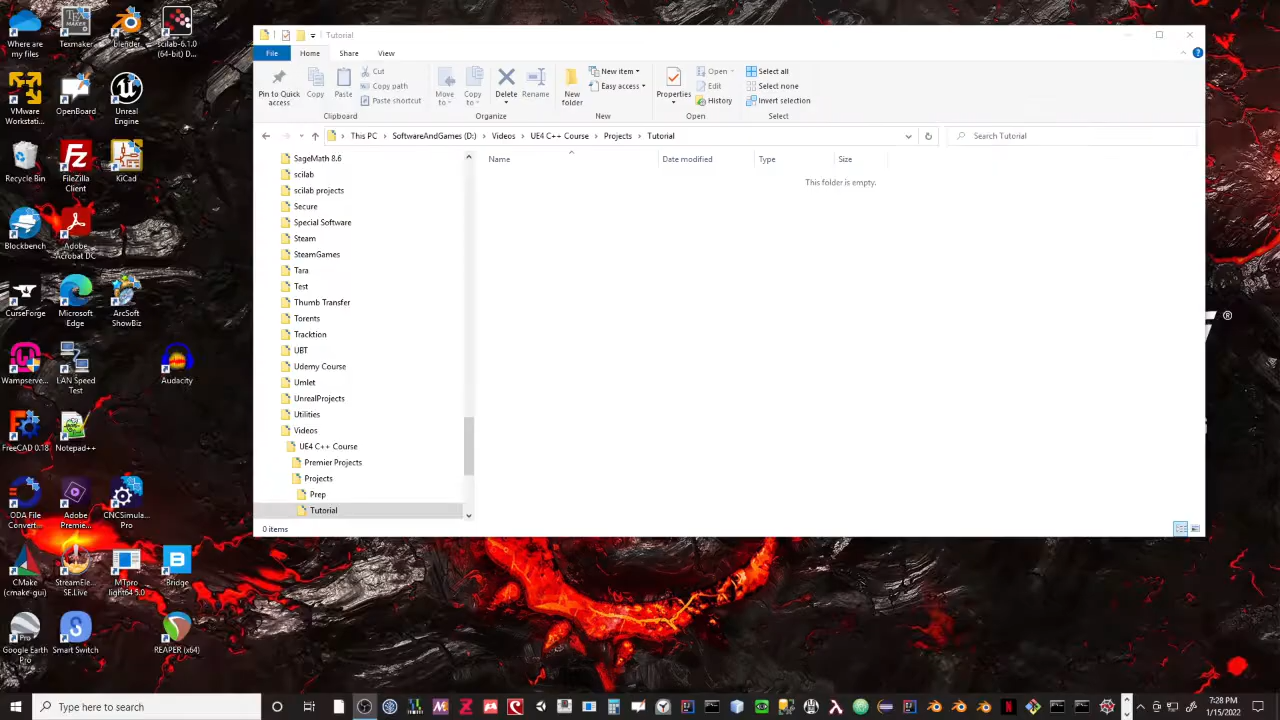 Where are
my files
Texmaker
blender
scilab-6.1.0
(64-bit) D...
VMware
Workstati...
OpenBoard
Unreal
Engine
Recycle Bin
FileZilla
Client
KiCad
Blockbench
Adobe
Acrobat DC
CurseForge
Microsoft
Edge
ArcSoft
ShowBiz
Wampserve...
LAN Speed
Test
Audacity
FreeCAD 0.18
Notepad++
ODA File
Convert...
Adobe
Premie...
CNCSimula...
Pro
CMake
(cmake-gui)
StreamEle...
SE.Live
MTpro
light64 5.0
Bridge
Google Earth
Pro
Smart Switch
REAPER (x64)
Tutorial
File
Home
Share
View
Pin to Quick
access
Copy
Paste
Cut
Copy path
Paste shortcut
Clipboard
Move
to
Copy
to
Delete
Rename
Organize
New
folder
New item
Easy access
New
Properties
Open
Edit
History
Open
Select all
Select none
Invert selection
Select
This PC > SoftwareAndGames (D:) > Videos > UE4 C++ Course > Projects > Tutorial
Search Tutorial
SageMath 8.6
scilab
scilab projects
Secure
Special Software
Steam
SteamGames
Tara
Test
Thumb Transfer
Torents
Tracktion
UBT
Udemy Course
Umlet
UnrealProjects
Utilities
Videos
UE4 C++ Course
Premier Projects
Projects
Prep
Tutorial
Name
Date modified
Type
Size
This folder is empty.
0 items
Type here to search
7:28 PM
1/15/2022